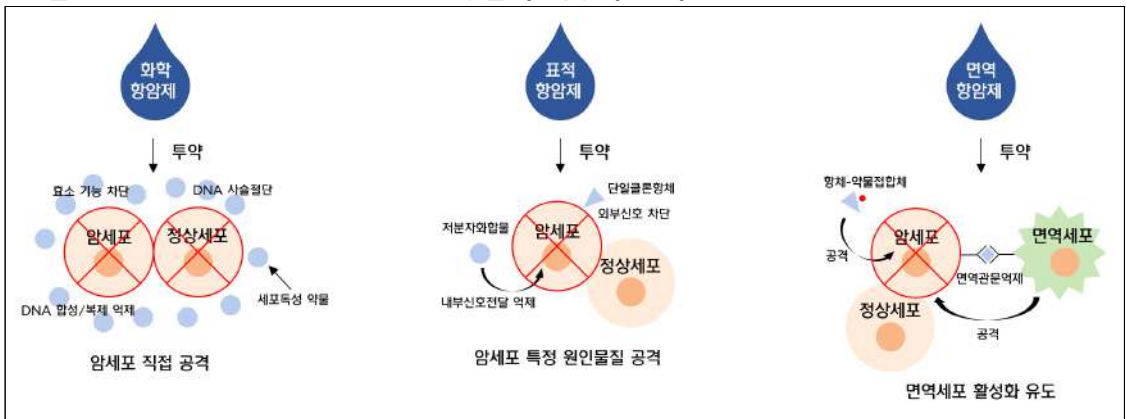 화학
항암제
투약
효소 기능 차단
DNA 사슬절단
암세포
정상세포
세포독성 약물
DNA 합성/복제 억제
암세포 직접 공격
표적
항암제
투약
단일클론항체
외부신호 차단
저분자화합물
암세포
정상세포
내부신호전달 억제
암세포 특정 원인물질 공격
면역
항암제
투약
항체-약물접합체
암세포
면역세포
공격
면역관문억제
정상세포
공격
면역세포 활성화 유도